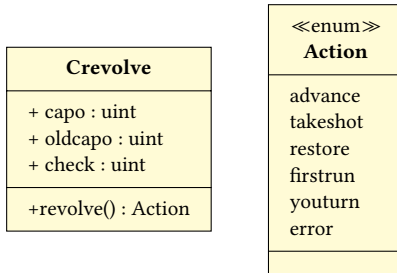 Crevolve
+ capo : uint
+ oldcapo : uint
+ check : uint
+revolve() : Action
≪enum≫
Action
advance
takeshot
restore
firstrun
youturn
error